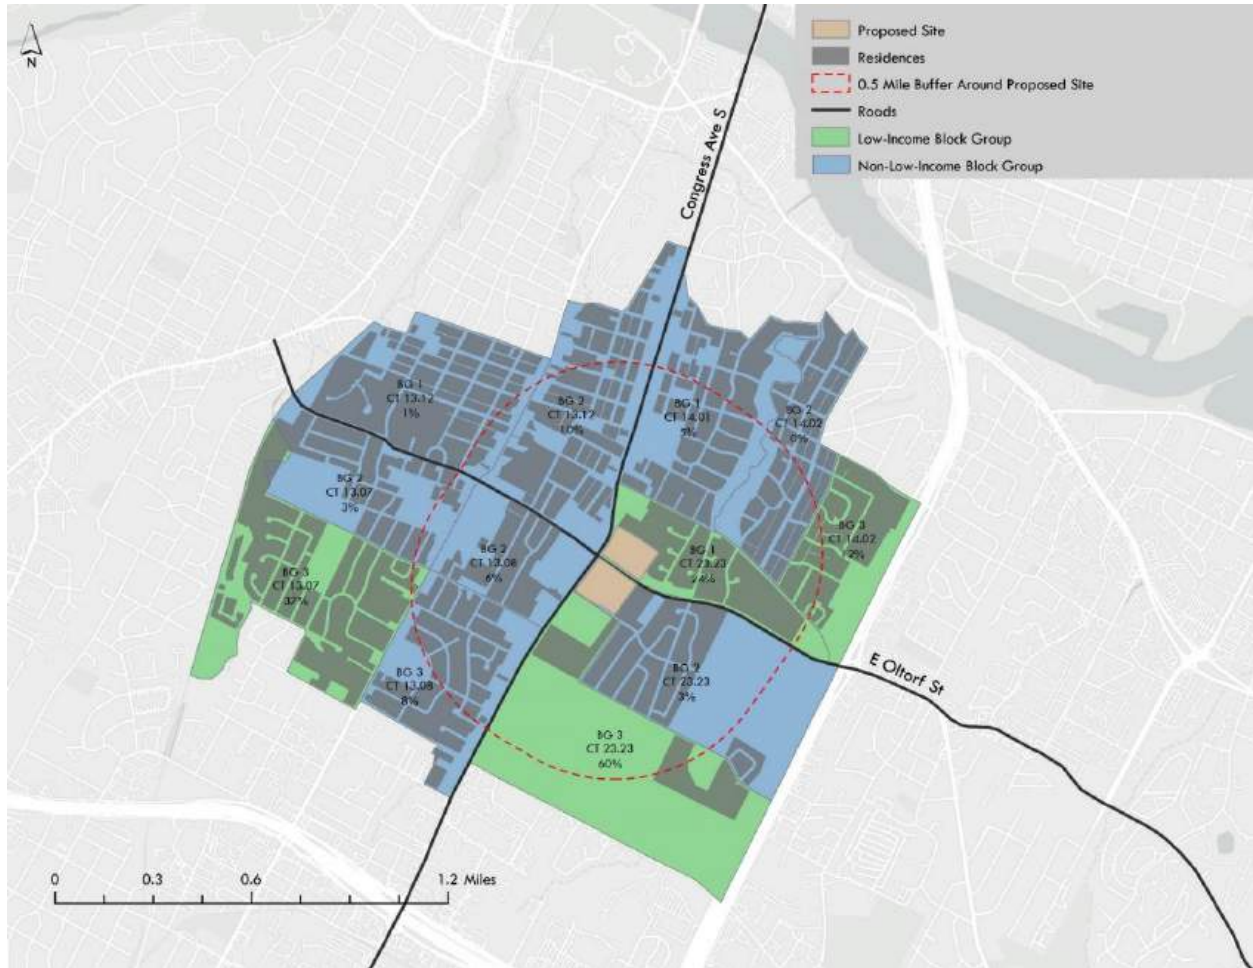 N
Proposed Site
Residences
0.5 Mile Buffer Around Proposed Site
Roads
Low-Income Block Group
Non-Low-Income Block Group
Congress Ave S
BG 1
CT 13.12
1%
BG 2
CT 13.12
10%
BG 1
CT 14.01
BG 2
CT 14.02
0%
BG 2
CT 13.07
3%
BG 3
CT 14.02
BG 2
CT 13.08
6%
BG 1
CT 23.23
24%
BG 3
CT 13.07
37%
BG 3
CT 13.08
8%
BG 2
CT 23.23
3%
E Oltorf St
BG 3
CT 23.23
60%
0 0.3 0.6 1.2 Miles